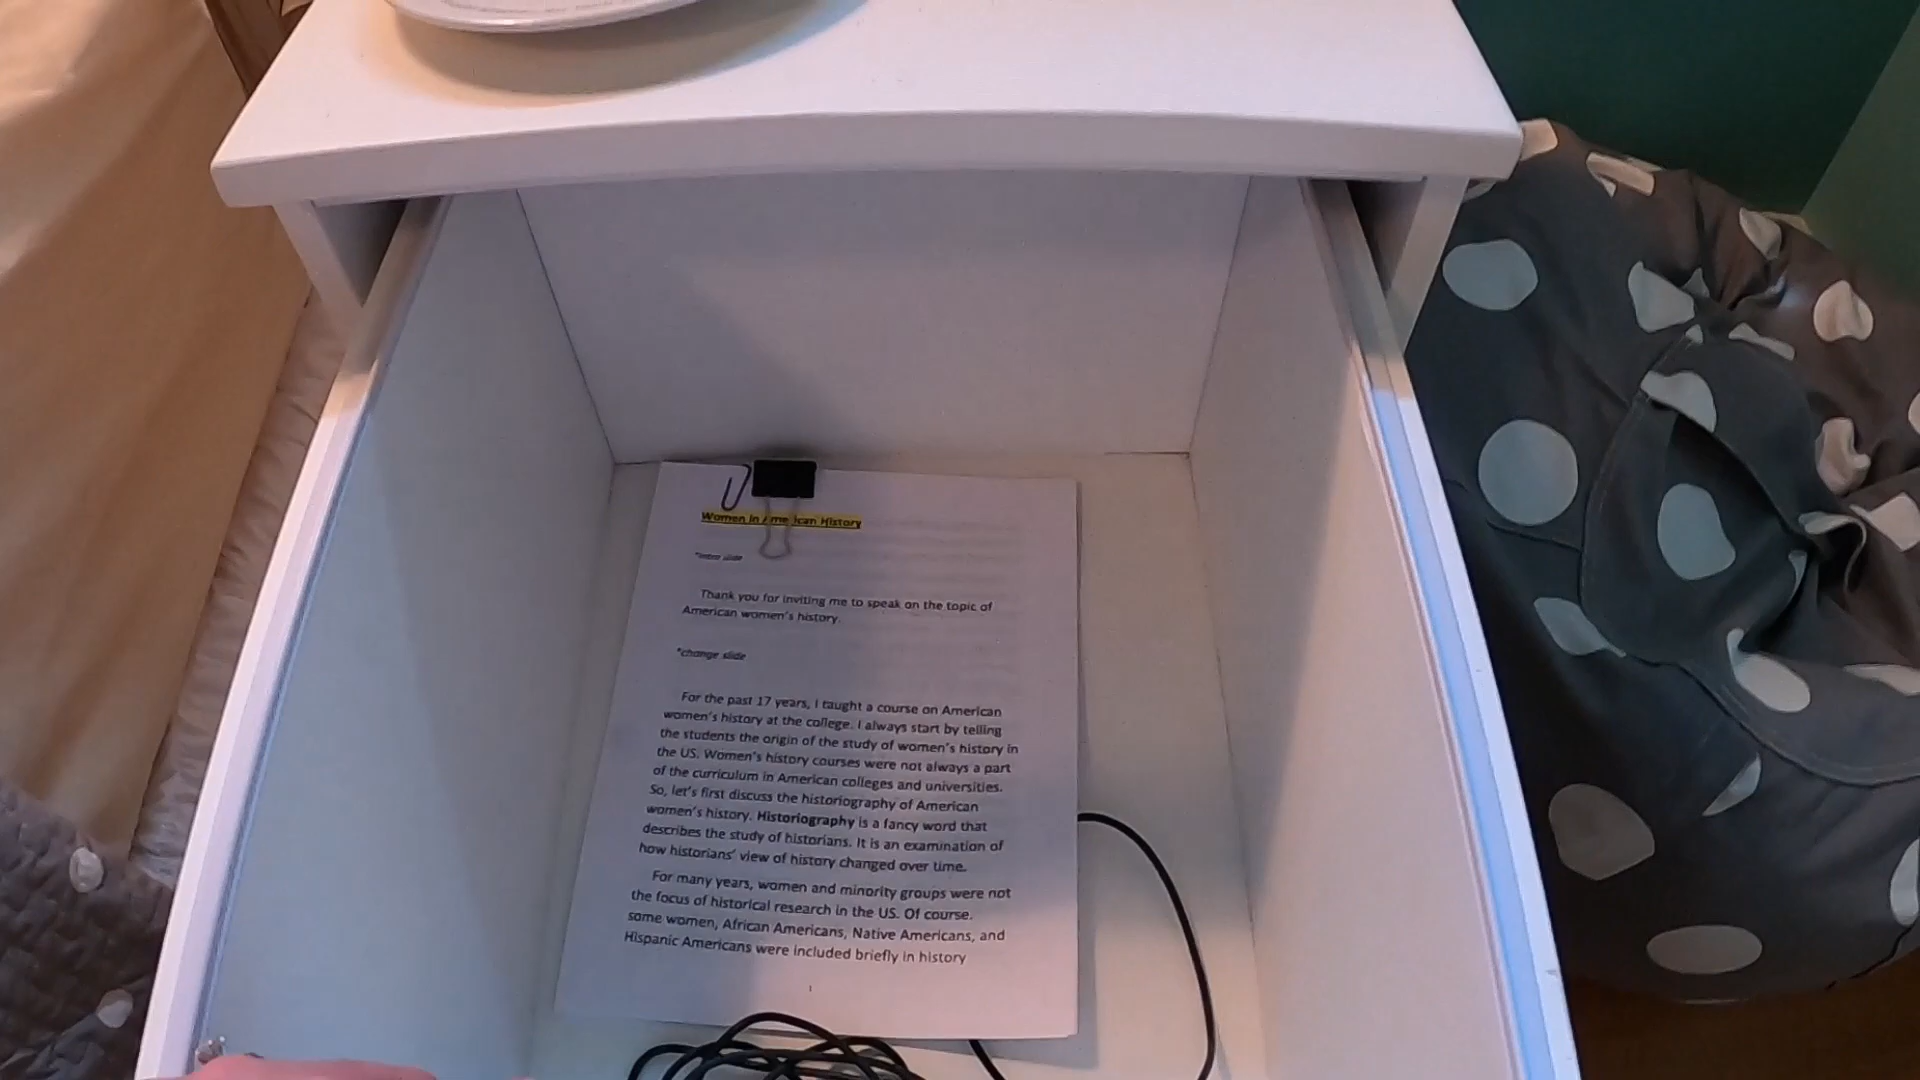 Women in American History
*intro slide
Thank you for inviting me to speak on the topic of
American women's history.
*change slide
For the past 17 years, I taught a course on American
women's history at the college. I always start by telling
the students the origin of the study of women's history in
the US. Women's history courses were not always a part
of the curriculum in American colleges and universities.
So, let's first discuss the historiography of American
women's history. Historiography is a fancy word that
describes the study of historians. It is an examination of
how historians' view of history changed over time.
For many years, women and minority groups were not
the focus of historical research in the US. Of course,
some women, African Americans, Native Americans, and
Hispanic Americans were included briefly in history
1